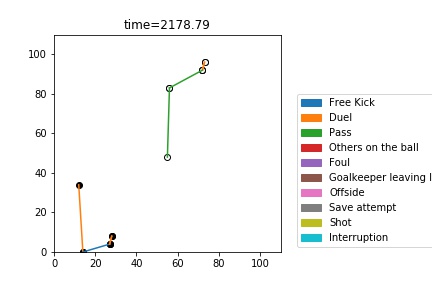 time=2178.79
100
80
60
40
20
0
0 20 40 60 80 100
Free Kick
Duel
Pass
Others on the ball
Foul
Goalkeeper leaving l
Offside
Save attempt
Shot
Interruption